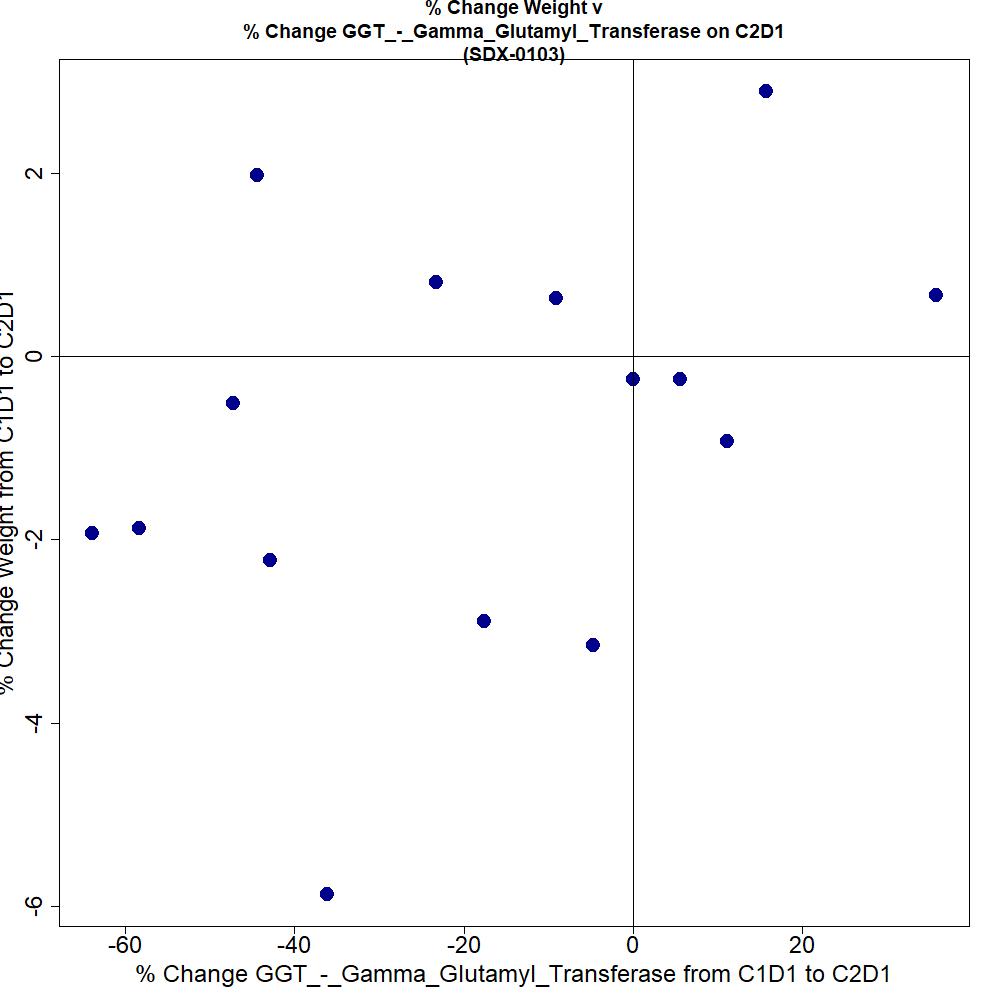 % Change Weight v
% Change GGT_-_Gamma_Glutamyl_Transferase on C2D1
(SDX-0103)
% Change Weight from C1D1 to C2D1
2
0
-2
-4
-6
-60 -40 -20 0 20
% Change GGT_-_Gamma_Glutamyl_Transferase from C1D1 to C2D1